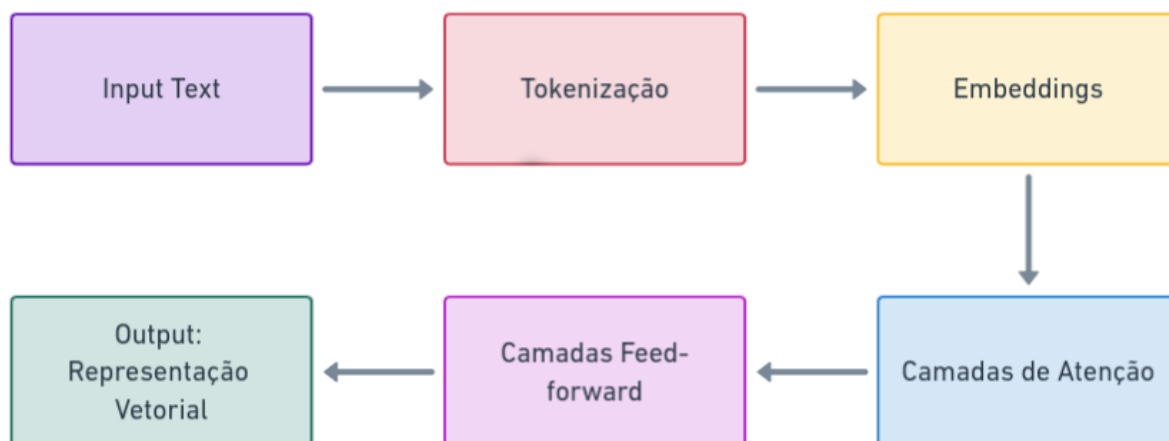 Input Text
Tokenização
Embeddings
Camadas de Atenção
Camadas Feed-
forward
Output:
Representação
Vetorial